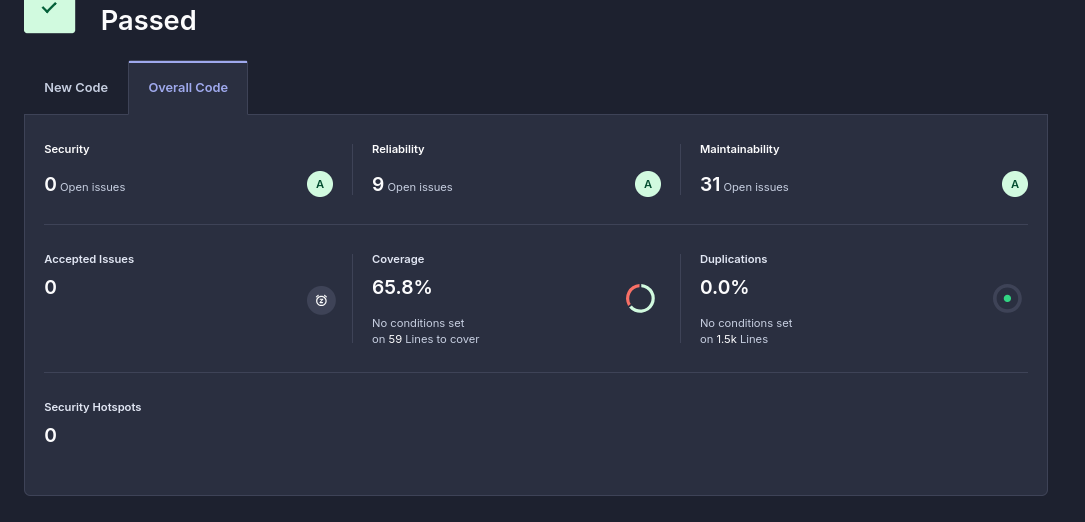 Passed
New Code
Overall Code
Security
Reliability
Maintainability
0 Open issues
A
9 Open issues
A
31 Open issues
A
Accepted Issues
Coverage
Duplications
0
65.8%
0.0%
No conditions set
on 59 Lines to cover
No conditions set
on 1.5k Lines
Security Hotspots
0